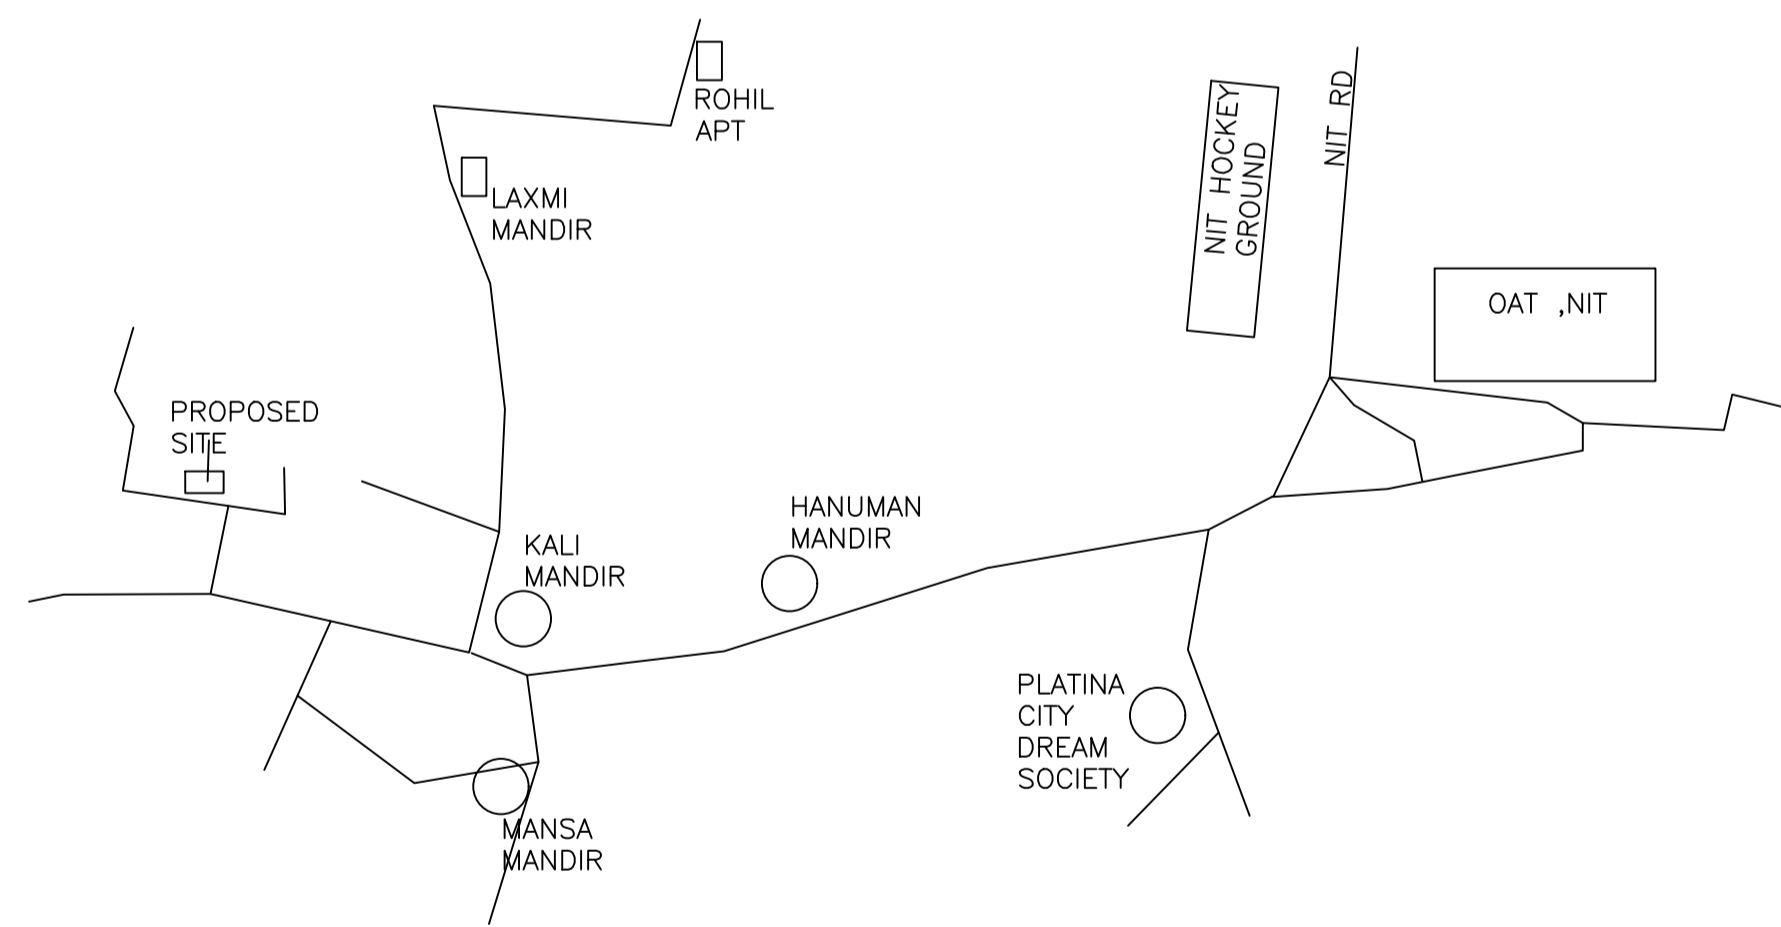 ROHIL
APT
LAXMI
MANDIR
NIT HOCKEY
GROUND
NIT RD
OAT ,NIT
PROPOSED
SITE
KALI
MANDIR
HANUMAN
MANDIR
PLATINA
CITY
DREAM
SOCIETY
MANSA
MANDIR